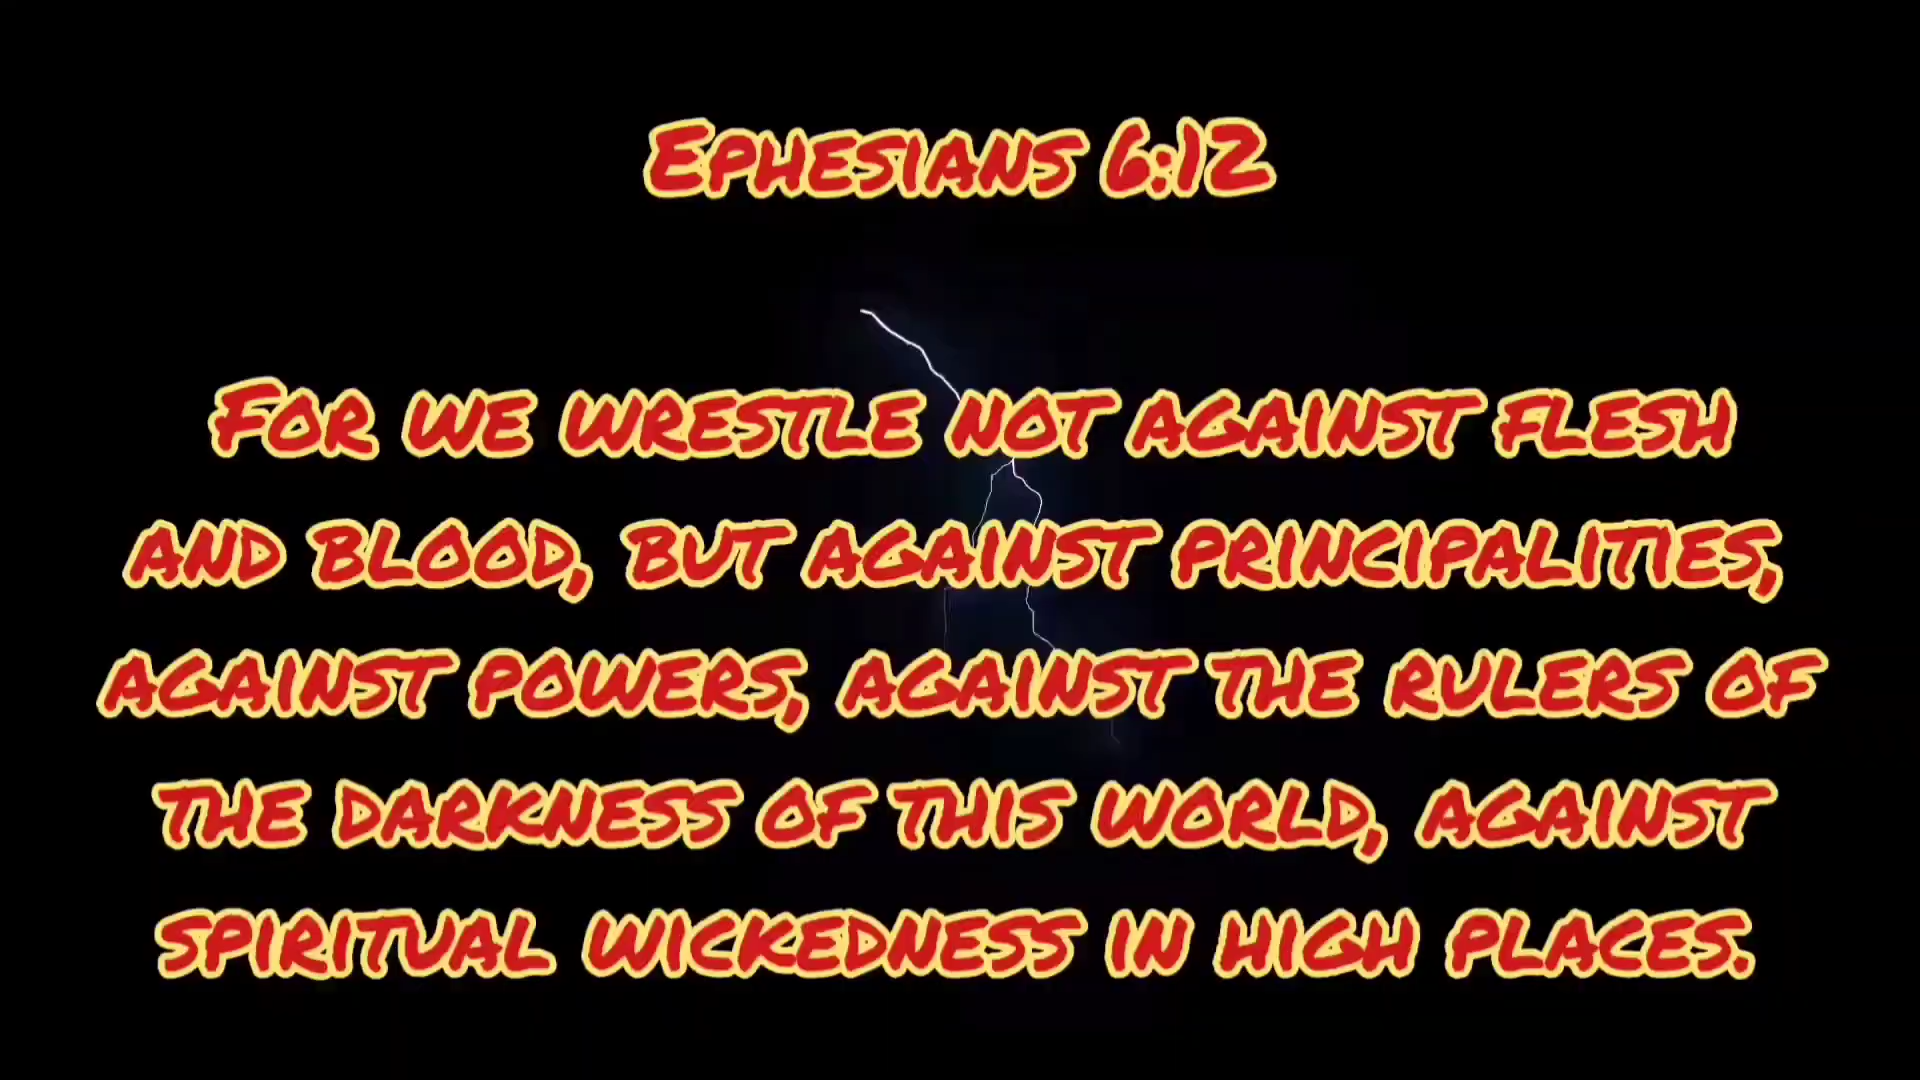 Ephesians 6:12
For we wrestle not against flesh
and blood, but against principalities,
against powers, against the rulers of
the darkness of this world, against
spiritual wickedness in high places.